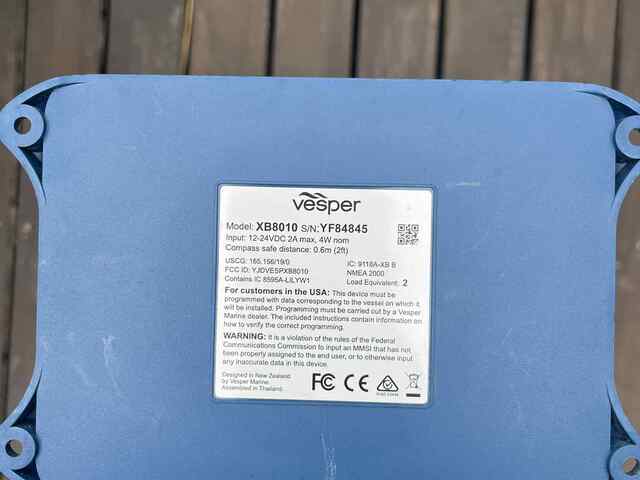 vesper
Model: XB8010 S/N:YF84845
Input: 12-24VDC 2A max, 4W nom
Compass safe distance: 0.6m (2ft)
USCG: 165.156/19/0
IC: 9118A-XB B
FCC ID: YJDVESPXB8010
NMEA 2000
Contains IC 8595A-LILYW1
Load Equivalent: 2
For customers in the USA: This device must be
programmed with data corresponding to the vessel on which it
will be installed. Programming must be carried out by a Vesper
Marine dealer. The included instructions contain information on
how to verify the correct programming.
WARNING: It is a violation of the rules of the Federal
Communications Commission to input an MMSI that has not
been properly assigned to the end user, or to otherwise input
any inaccurate data in this device.
Designed in New Zealand
by Vesper Marine.
Assembled in Thailand.
FC CE